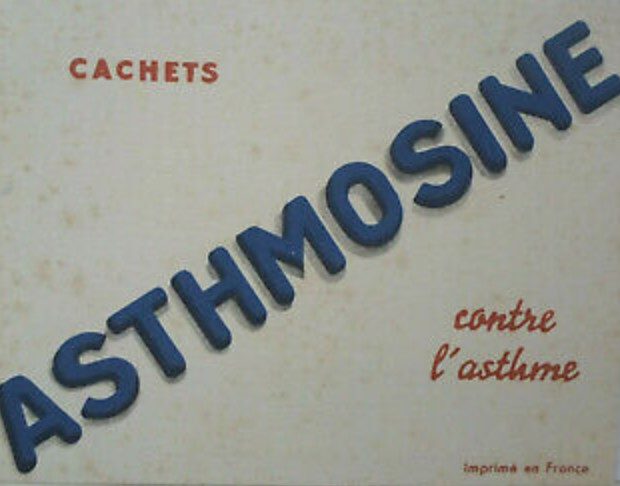 CACHETS
ASTHMOSINE
contre
l'asthme
Imprimé en France